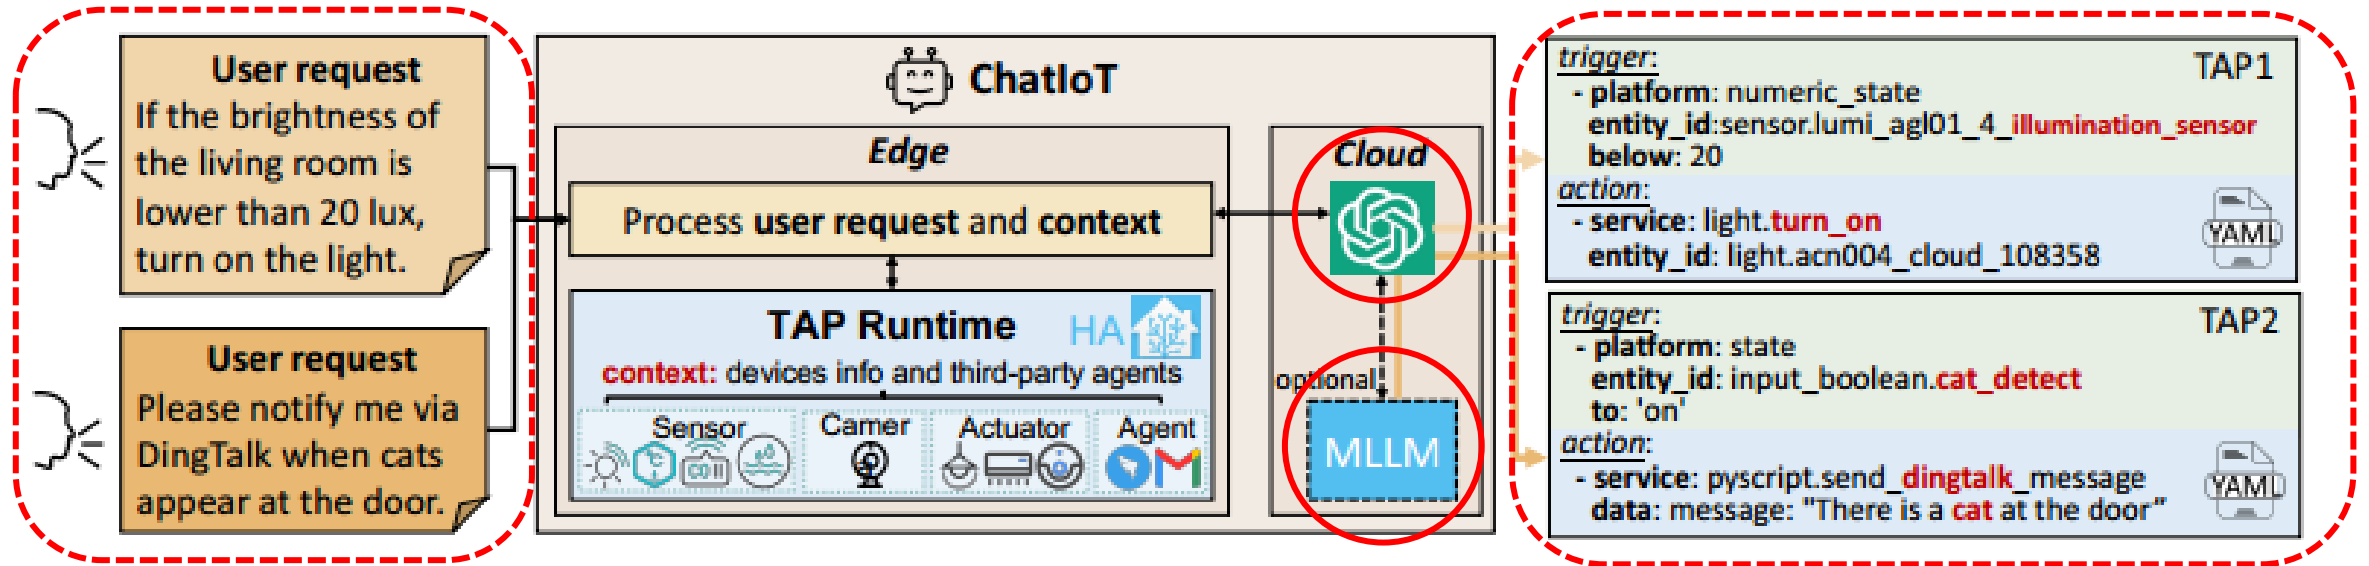 User request
If the brightness of
the living room is
lower than 20 lux,
turn on the light.
User request
Please notify me via
DingTalk when cats
appear at the door.
ChatIoT
Edge
Process user request and context
TAP Runtime
HA
context: devices info and third-party agents
Sensor
Camer
Actuator
Agent
Cloud
optional
MLLM
TAP1
trigger:
- platform: numeric_state
entity_id:sensor.lumi_agl01_4_illumination_sensor
below: 20
action:
- service: light.turn_on
entity_id: light.acn004_cloud_108358
YAML
TAP2
trigger:
- platform: state
entity_id: input_boolean.cat_detect
to: 'on'
action:
- service: pyscript.send_dingtalk_message
data: message: "There is a cat at the door"
YAML